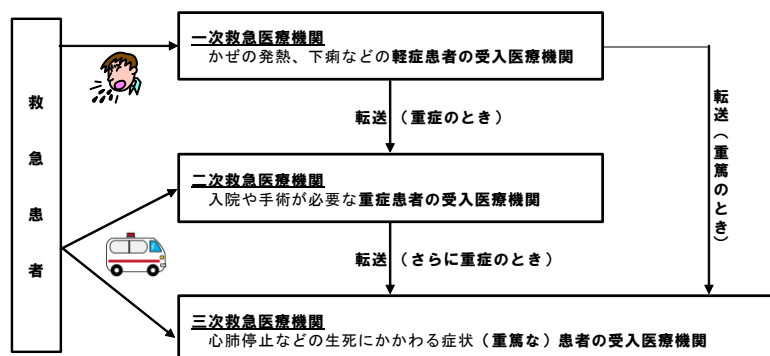 救急患者
一次救急医療機関
かぜの発熱、下痢などの軽症患者の受入医療機関
転送（重症のとき）
転送（重篤のとき）
二次救急医療機関
入院や手術が必要な重症患者の受入医療機関
転送（さらに重症のとき）
三次救急医療機関
心肺停止などの生死にかかわる症状（重篤な）患者の受入医療機関